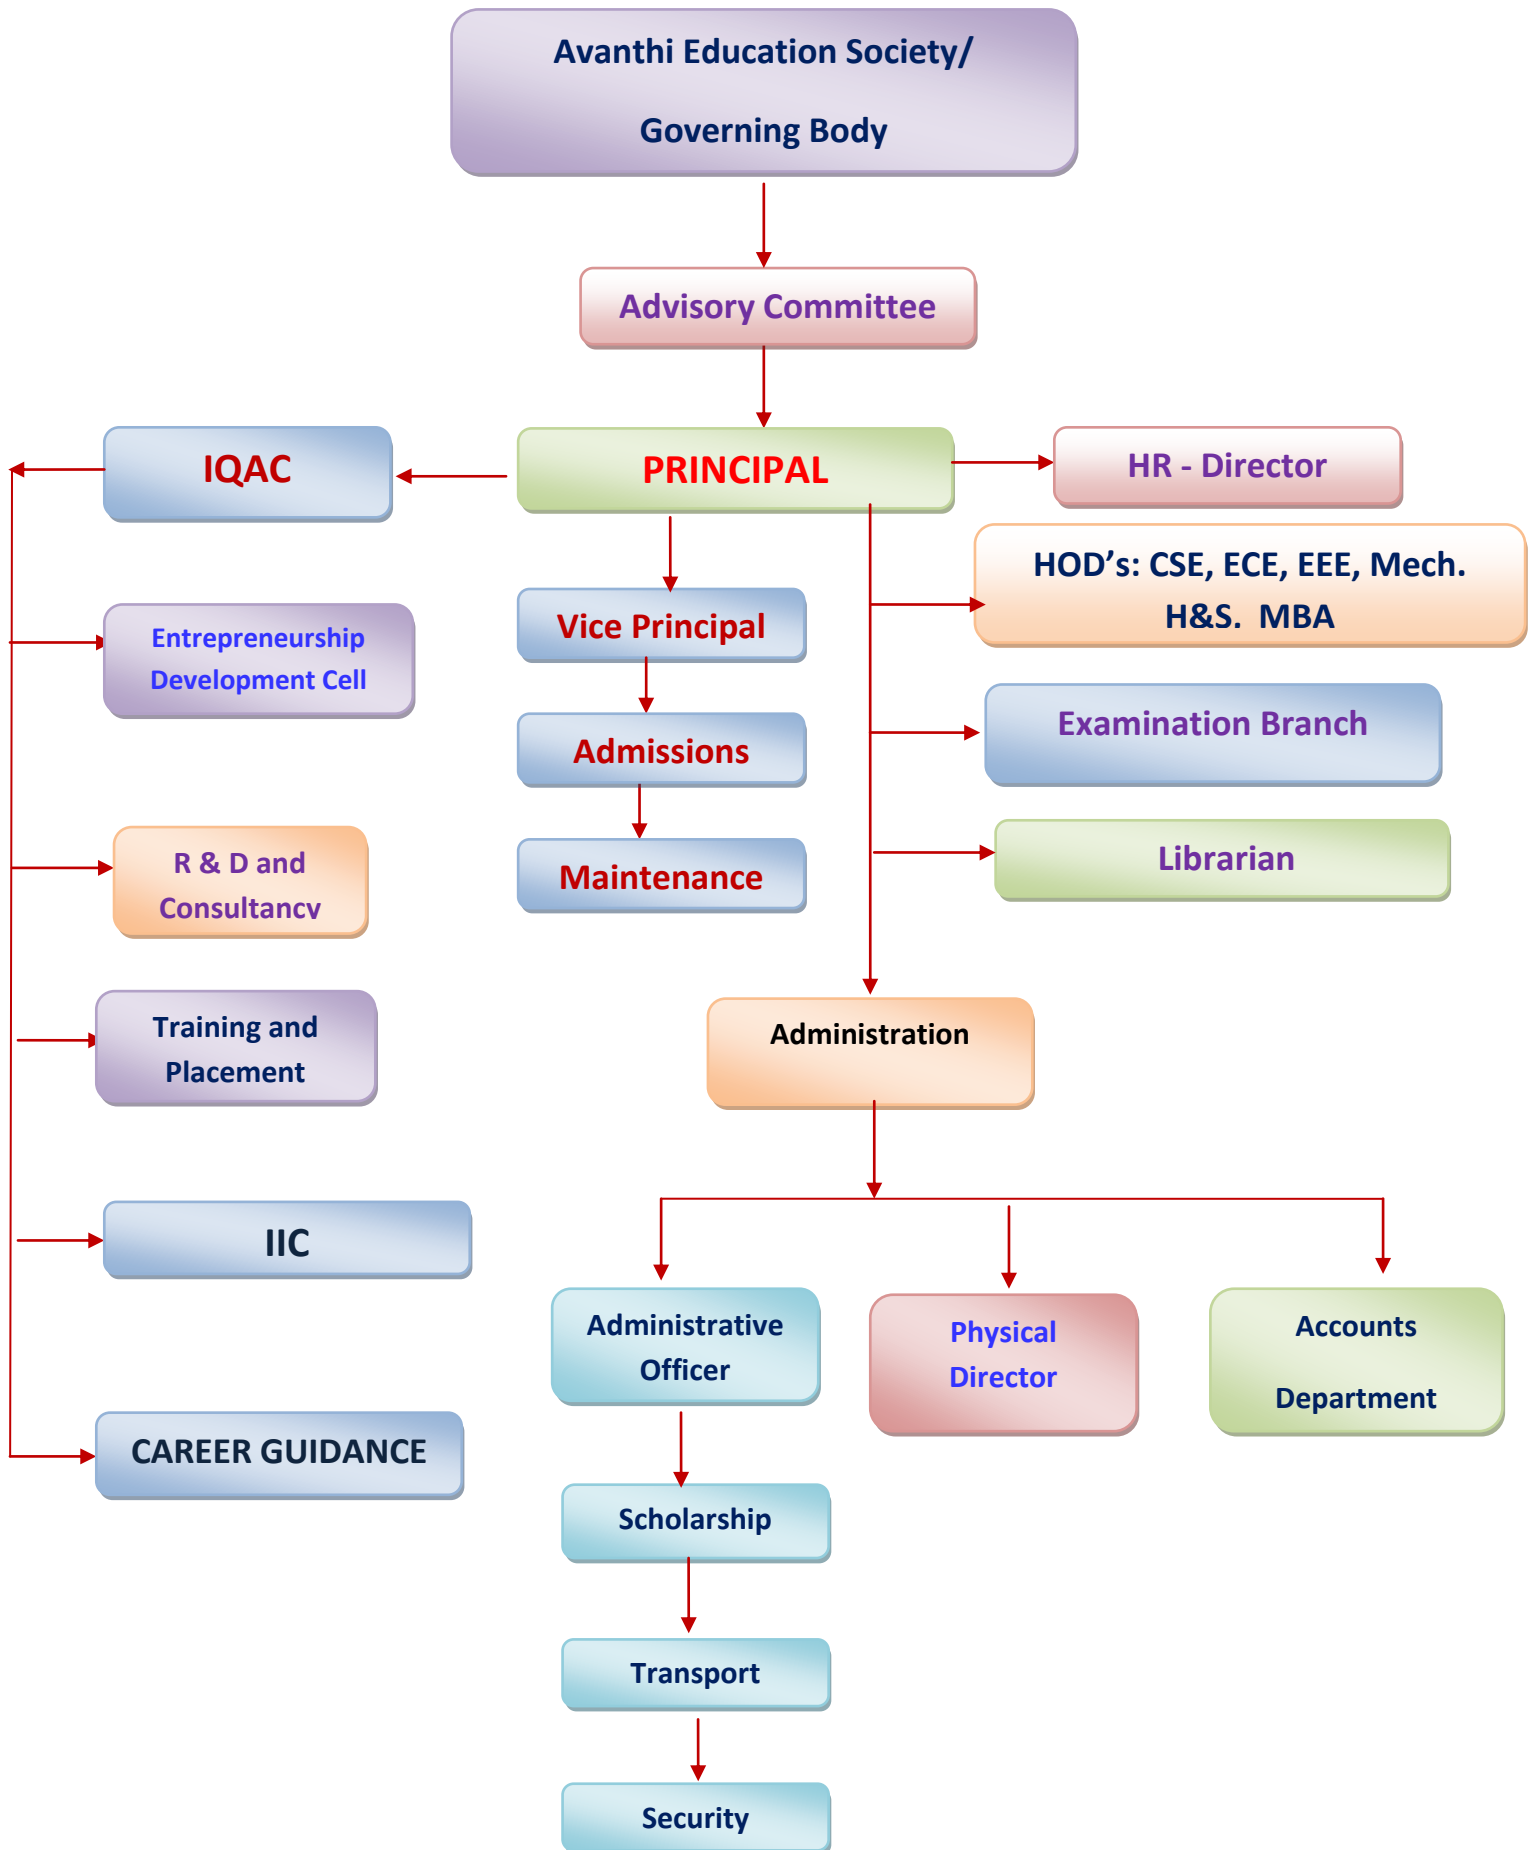 Avanthi Education Society/
Governing Body
Advisory Committee
IQAC
PRINCIPAL
HR - Director
HOD’s: CSE, ECE, EEE, Mech.
H&S. MBA
Vice Principal
Entrepreneurship
Development Cell
Examination Branch
Admissions
R & D and
Consultancy
Maintenance
Librarian
Training and
Placement
Administration
IIC
Administrative
Officer
Physical
Director
Accounts
Department
CAREER GUIDANCE
Scholarship
Transport
Security